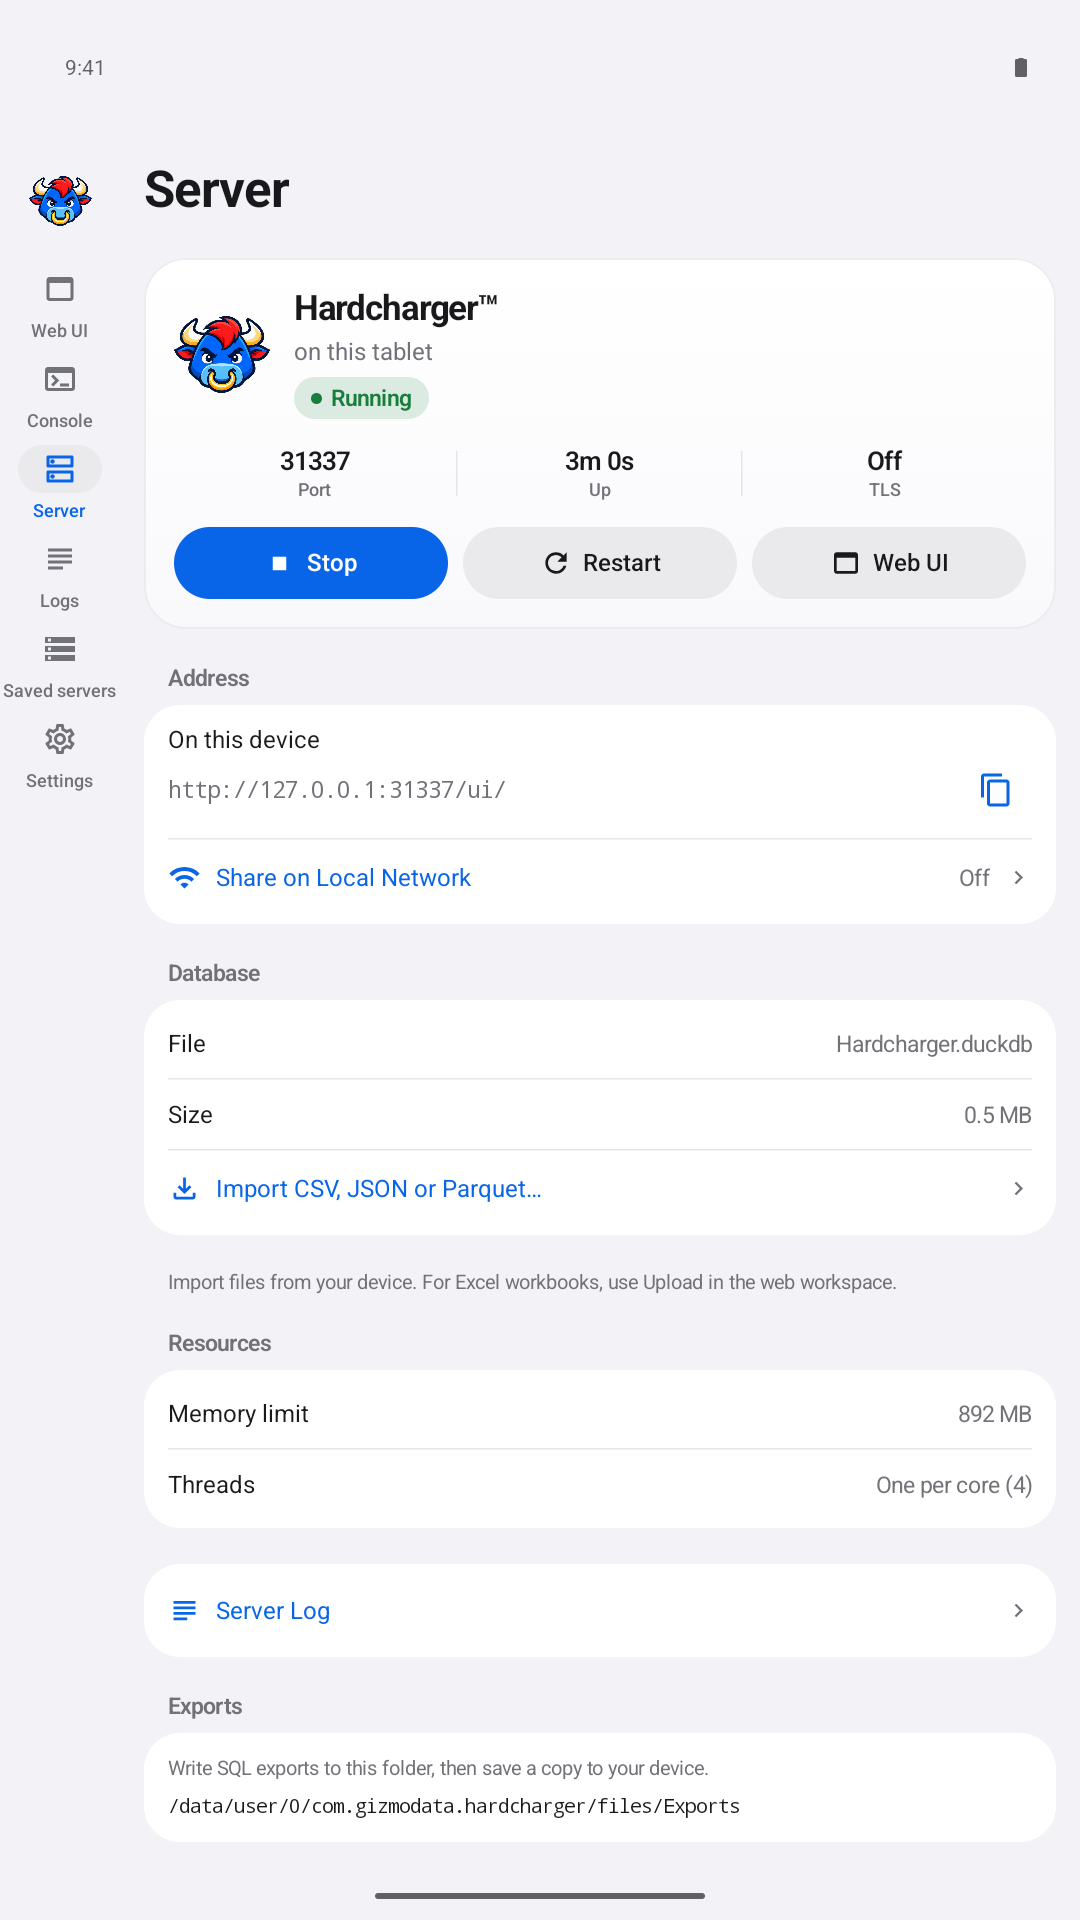 9:41
Server
Web UI
Console
Server
Logs
Saved servers
Settings
Hardcharger™
on this tablet
Running
31337
Port
3m 0s
Up
Off
TLS
Stop
Restart
Web UI
Address
On this device
http://127.0.0.1:31337/ui/
Share on Local Network
Off
Database
File
Hardcharger.duckdb
Size
0.5 MB
Import CSV, JSON or Parquet…
Import files from your device. For Excel workbooks, use Upload in the web workspace.
Resources
Memory limit
892 MB
Threads
One per core (4)
Server Log
Exports
Write SQL exports to this folder, then save a copy to your device.
/data/user/0/com.gizmodata.hardcharger/files/Exports